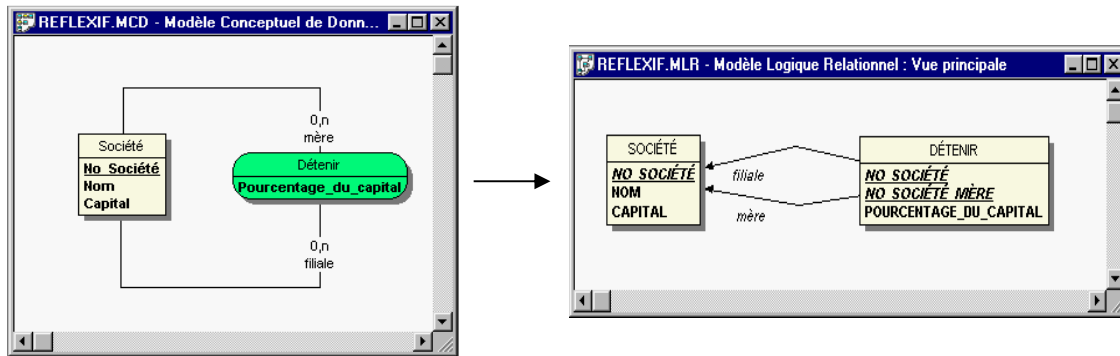 REFLEXIF.MCD - Modèle Conceptuel de Donn...
0,n
mère
Société
No Société
Nom
Capital
Détenir
Pourcentage_du_capital
0,n
filiale
REFLEXIF.MLR - Modèle Logique Relationnel : Vue principale
SOCIÉTÉ
NO SOCIÉTÉ
NOM
CAPITAL
filiale
mère
DÉTENIR
NO SOCIÉTÉ
NO SOCIÉTÉ MÈRE
POURCENTAGE_DU_CAPITAL